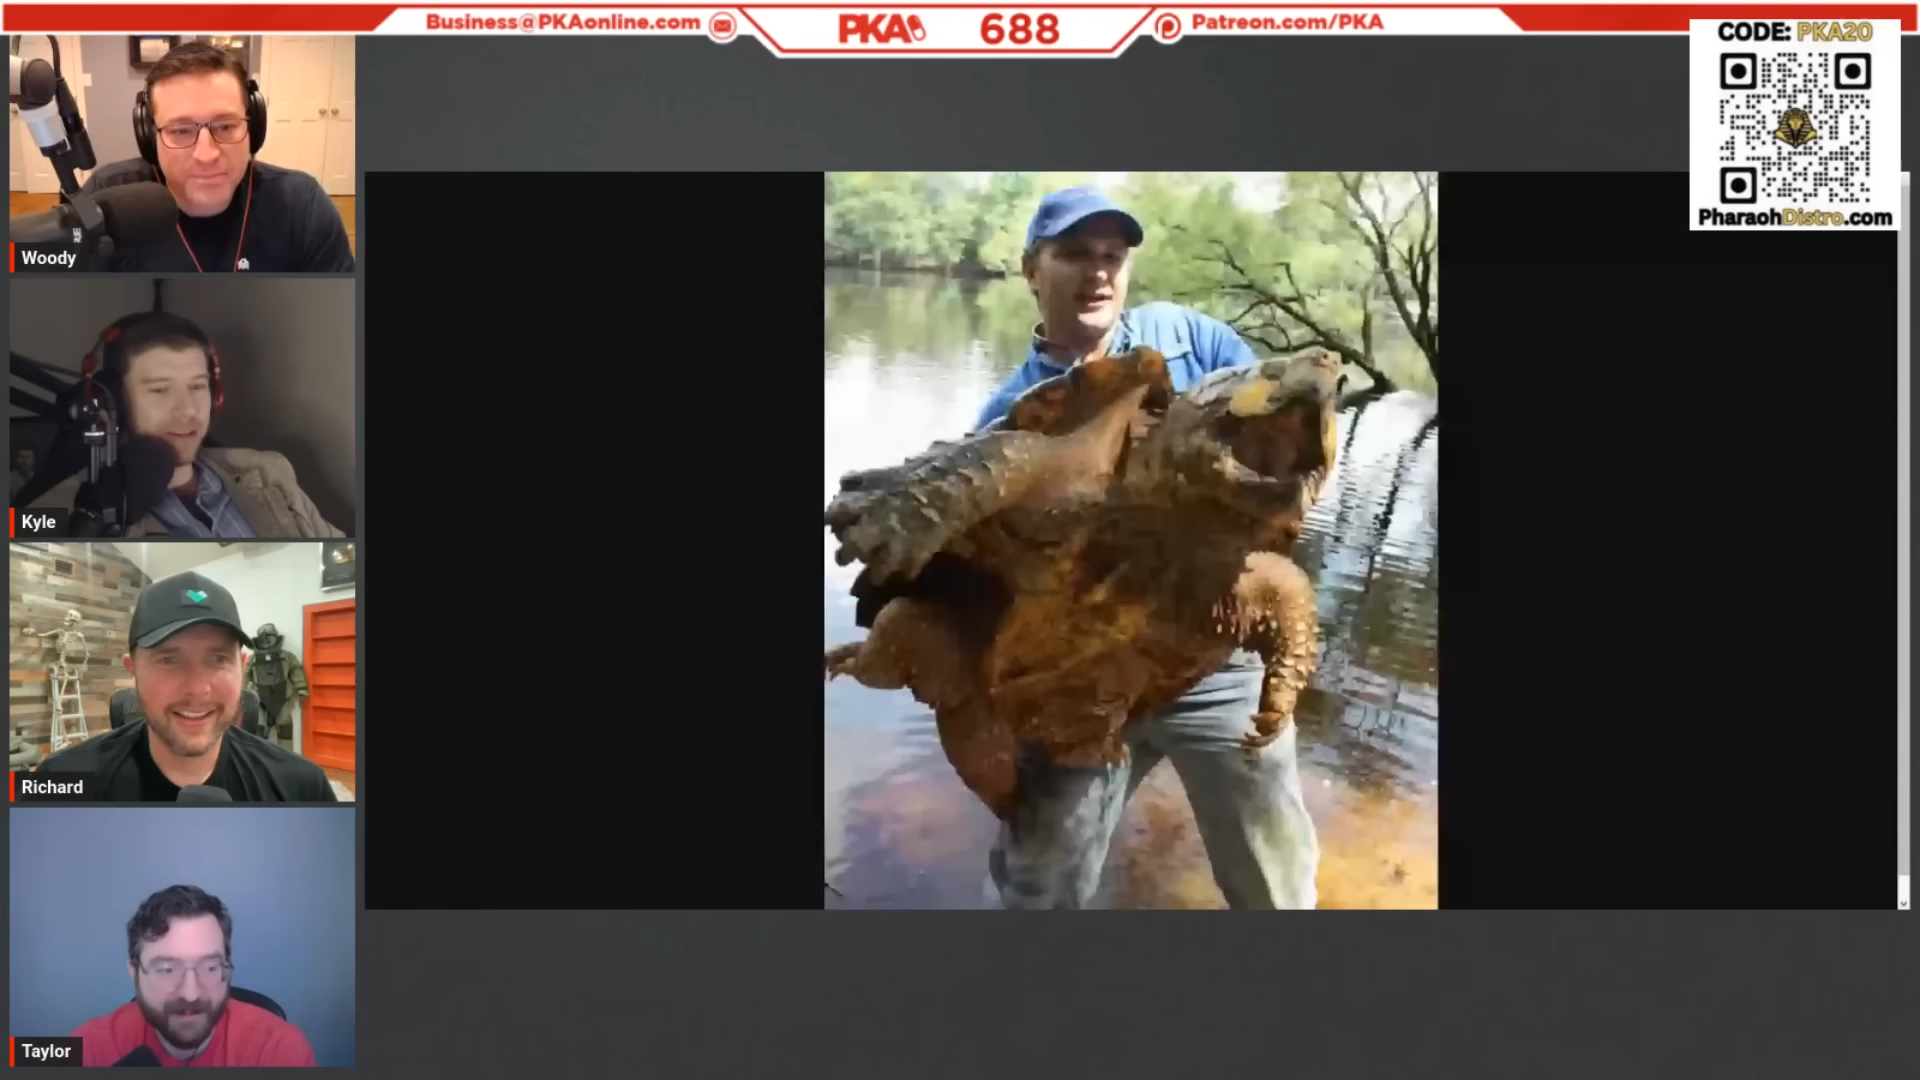 Business@PKAonline.com
PKA 688
Patreon.com/PKA
CODE: PKA20
PharaohDistro.com
Woody
Kyle
Richard
Taylor